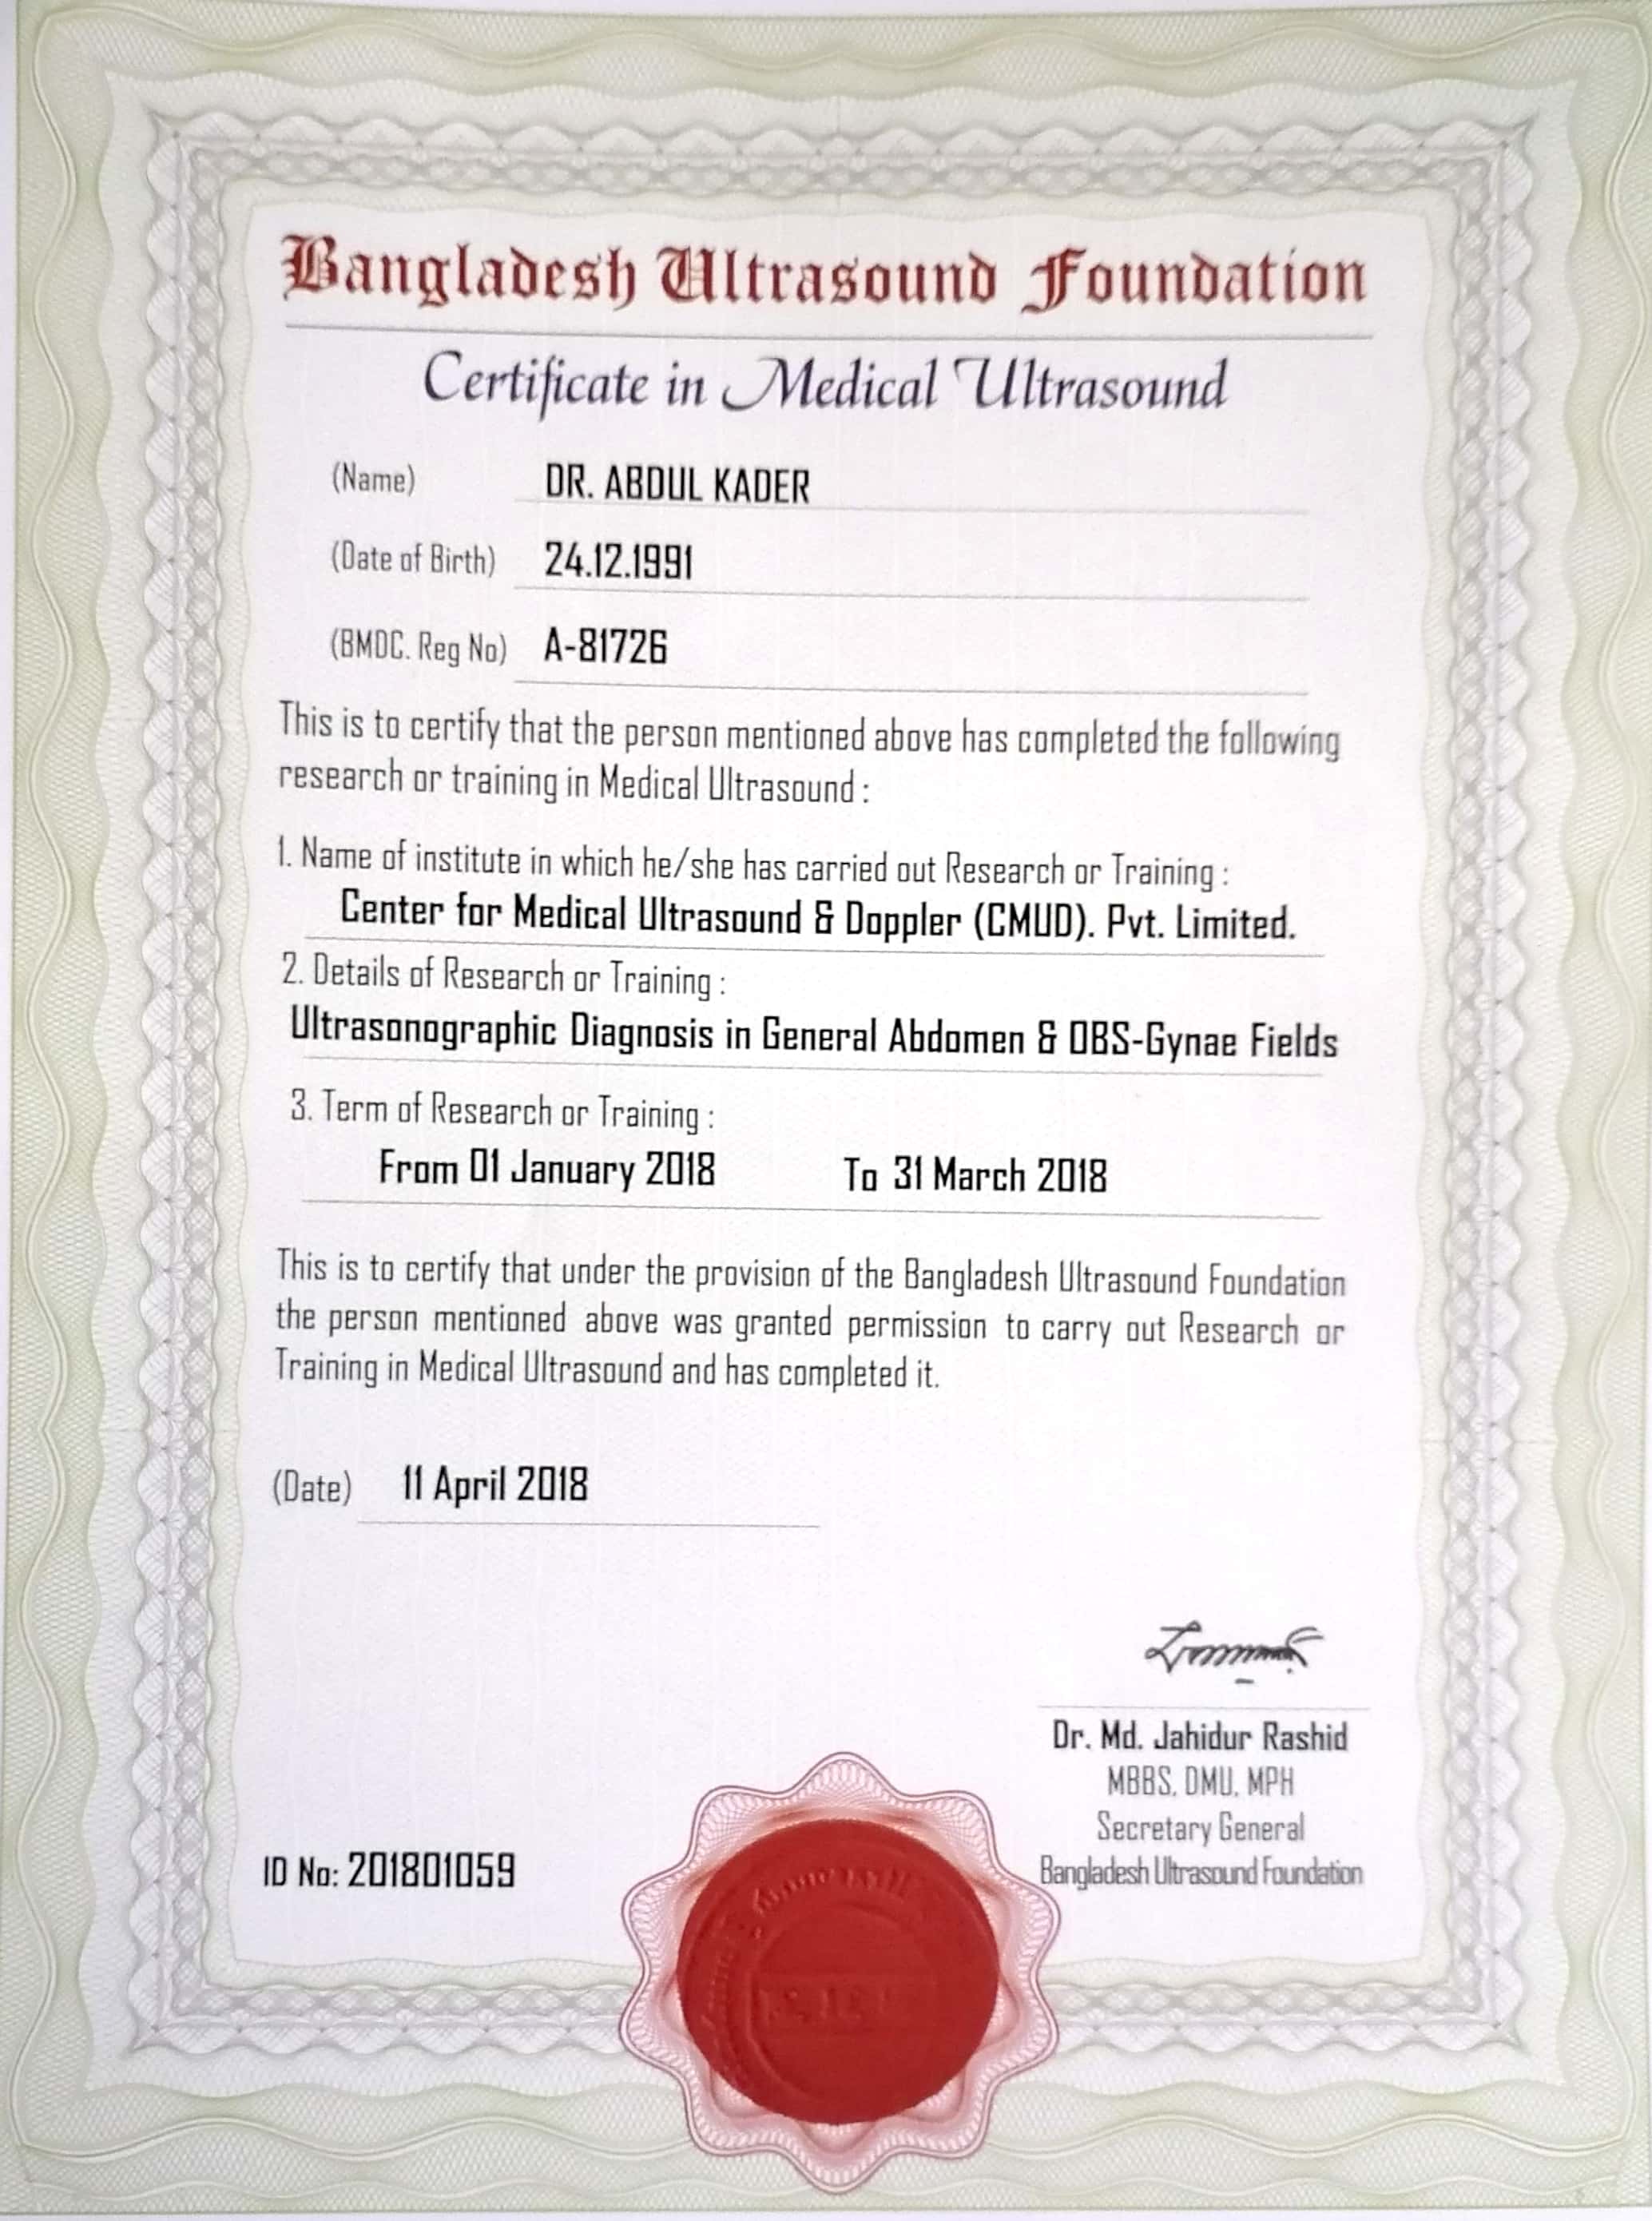 Bangladesh Ultrasound Foundation
Certificate in Medical Ultrasound
(Name) DR. ABDUL KADER
(Date of Birth) 24.12.1991
(BMDC. Reg No) A-81726
This is to certify that the person mentioned above has completed the following
research or training in Medical Ultrasound :
1. Name of institute in which he/she has carried out Research or Training :
Center for Medical Ultrasound & Doppler (CMUD). Pvt. Limited.
2. Details of Research or Training :
Ultrasonographic Diagnosis in General Abdomen & OBS-Gynae Fields
3. Term of Research or Training :
From 01 January 2018 To 31 March 2018
This is to certify that under the provision of the Bangladesh Ultrasound Foundation
the person mentioned above was granted permission to carry out Research or
Training in Medical Ultrasound and has completed it.
(Date) 11 April 2018
Dr. Md. Jahidur Rashid
MBBS, DMU, MPH
Secretary General
Bangladesh Ultrasound Foundation
ID No: 201801059